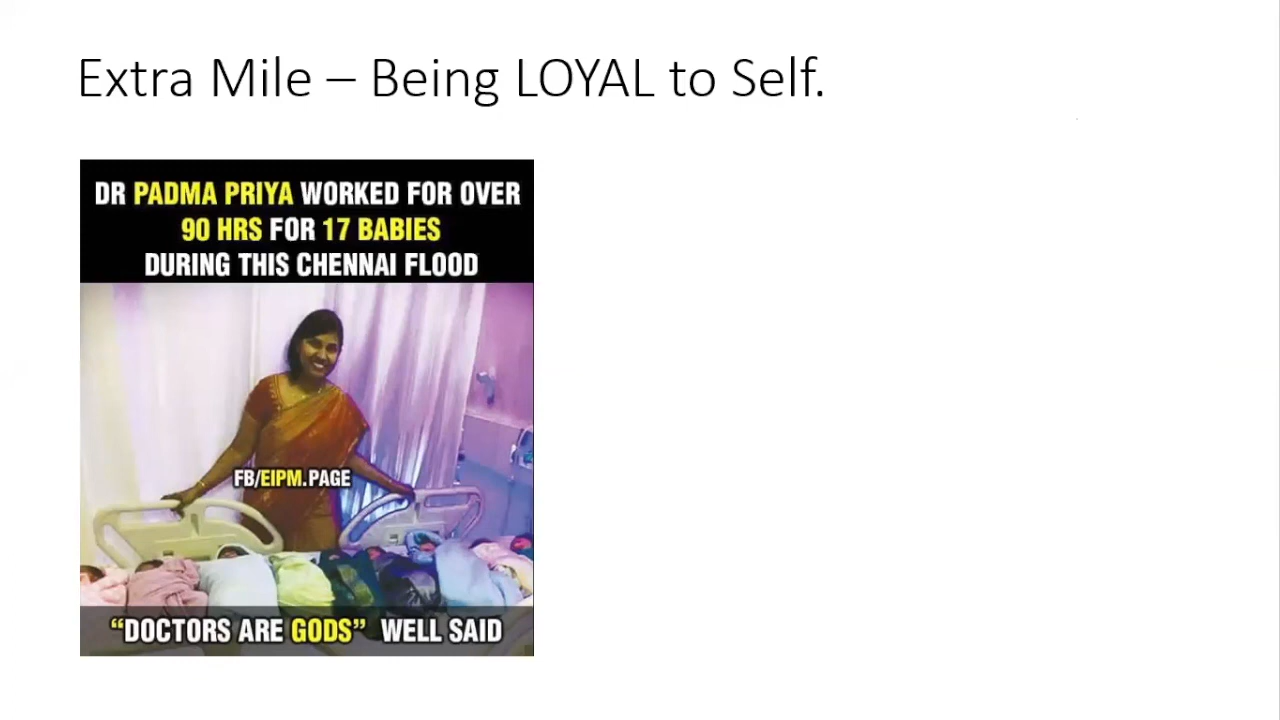 Extra Mile – Being LOYAL to Self.
DR PADMA PRIYA WORKED FOR OVER
90 HRS FOR 17 BABIES
DURING THIS CHENNAI FLOOD
FB/EIPM.PAGE
“DOCTORS ARE GODS” WELL SAID